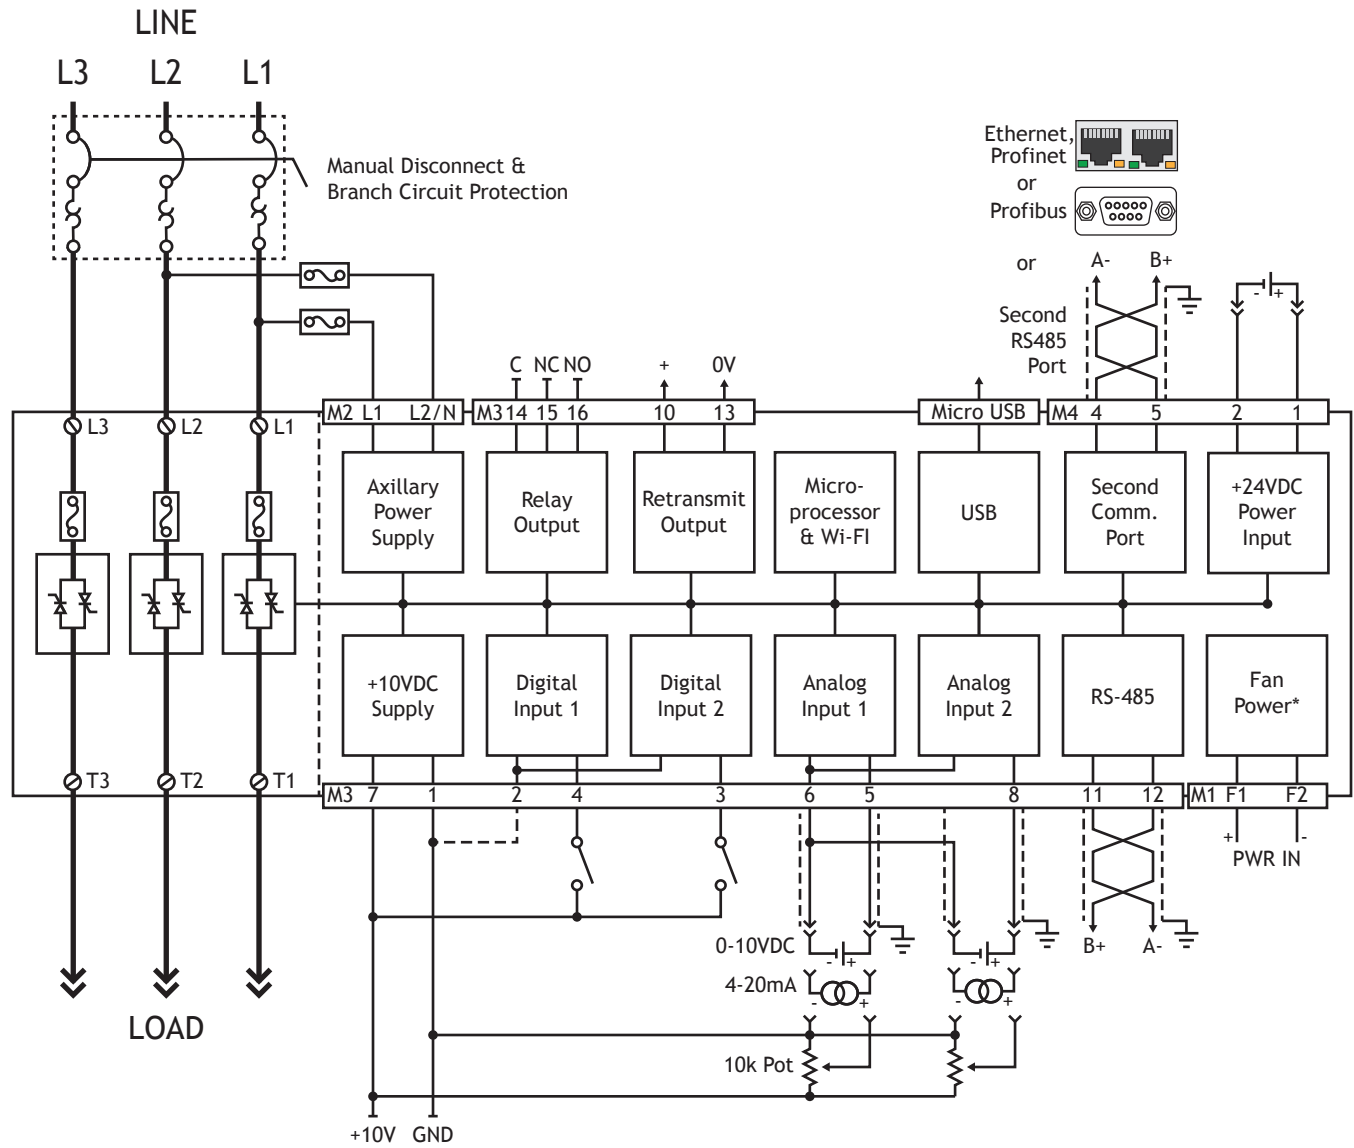 LINE
L3 L2 L1
Manual Disconnect &
Branch Circuit Protection
Ethernet,
Profinet
or
Profibus
or
A- B+
- +
Second
RS485
Port
C NC NO + 0V
M2 L1 L2/N M3 14 15 16 10 13 Micro USB M4 4 5 2 1
L3 L2 L1
Axillary
Power
Supply
Relay
Output
Retransmit
Output
Micro-
processor
& Wi-FI
USB
Second
Comm.
Port
+24VDC
Power
Input
+10VDC
Supply
Digital
Input 1
Digital
Input 2
Analog
Input 1
Analog
Input 2
RS-485
Fan
Power*
T3 T2 T1
M3 7 1 2 4 3 6 5 8 11 12 M1 F1 F2
+ -
PWR IN
0-10VDC
- +
- +
B+ A-
4-20mA
- +
- +
LOAD
10k Pot
+10V GND